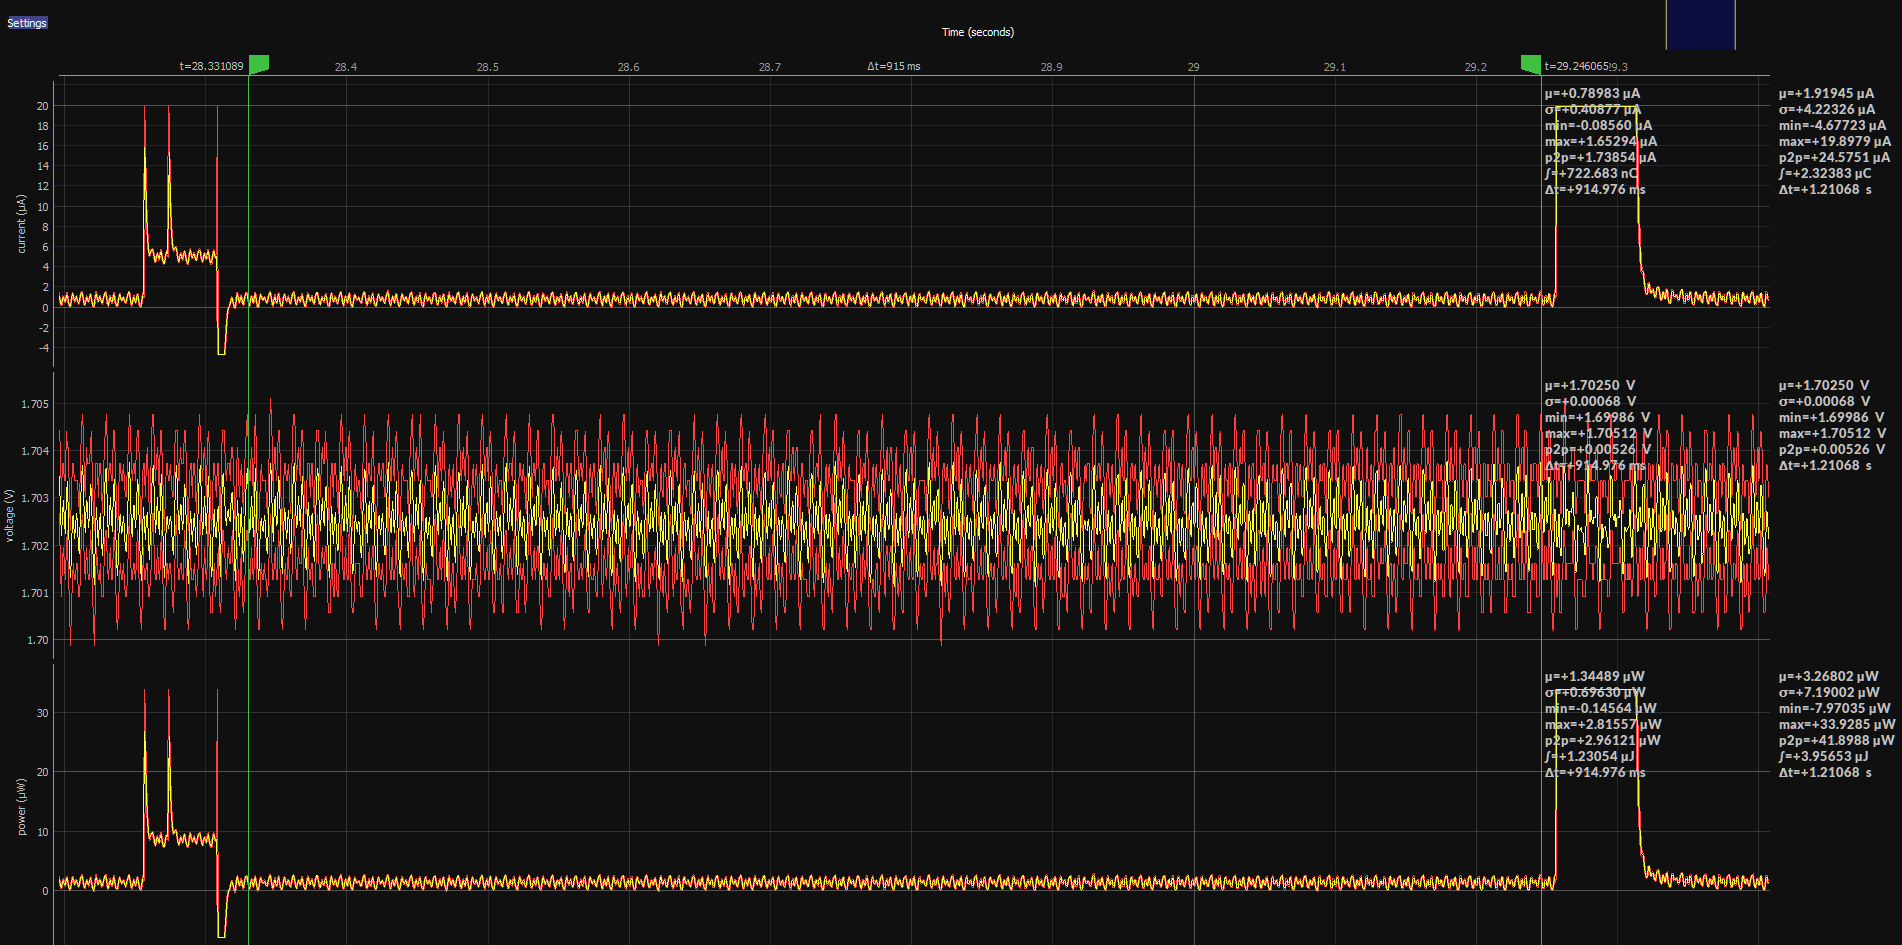 Settings
Time (seconds)
t=28.331089 28.4 28.5 28.6 28.7 Δt=915 ms 28.9 29 29.1 29.2 t=29.246065 29.3
current (µA)
20
18
16
14
12
10
8
6
4
2
0
-2
-4
µ=+0.78983 µA
σ=+0.40877 µA
min=-0.08560 µA
max=+1.65294 µA
p2p=+1.73854 µA
∫=+722.683 nC
Δt=+914.976 ms
µ=+1.91945 µA
σ=+4.22326 µA
min=-4.67723 µA
max=+19.8979 µA
p2p=+24.5751 µA
∫=+2.32383 µC
Δt=+1.21068 s
voltage (V)
1.705
1.704
1.703
1.702
1.701
1.70
µ=+1.70250 V
σ=+0.00068 V
min=+1.69986 V
max=+1.70512 V
p2p=+0.00526 V
Δt=+914.976 ms
µ=+1.70250 V
σ=+0.00068 V
min=+1.69986 V
max=+1.70512 V
p2p=+0.00526 V
Δt=+1.21068 s
power (µW)
30
20
10
0
µ=+1.34489 µW
σ=+0.69630 µW
min=-0.14564 µW
max=+2.81557 µW
p2p=+2.96121 µW
∫=+1.23054 µJ
Δt=+914.976 ms
µ=+3.26802 µW
σ=+7.19002 µW
min=-7.97035 µW
max=+33.9285 µW
p2p=+41.8988 µW
∫=+3.95653 µJ
Δt=+1.21068 s